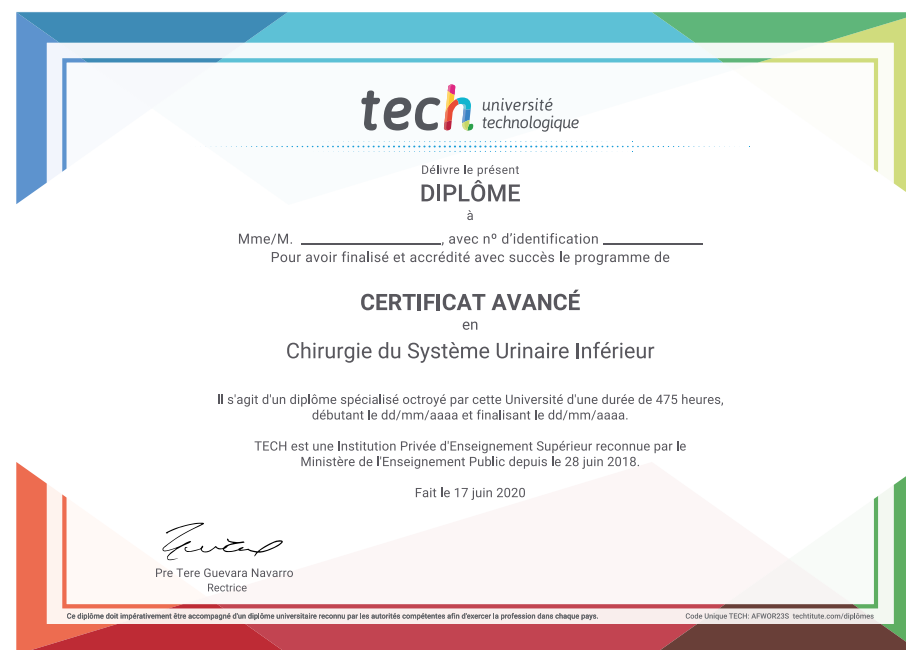 tech université
technologique
Délivre le présent
DIPLÔME
à
Mme/M. ____________________, avec nº d'identification ______________
Pour avoir finalisé et accrédité avec succès le programme de
CERTIFICAT AVANCÉ
en
Chirurgie du Système Urinaire Inférieur
Il s'agit d'un diplôme spécialisé octroyé par cette Université d'une durée de 475 heures,
débutant le dd/mm/aaaa et finalisant le dd/mm/aaaa.
TECH est une Institution Privée d'Enseignement Supérieur reconnue par le
Ministère de l'Enseignement Public depuis le 28 juin 2018.
Fait le 17 juin 2020
Pre Tere Guevara Navarro
Rectrice
Ce diplôme doit impérativement être accompagné d'un diplôme universitaire reconnu par les autorités compétentes afin d'exercer la profession dans chaque pays.
Code Unique TECH: AFWOR23S techtitute.com/diplômes